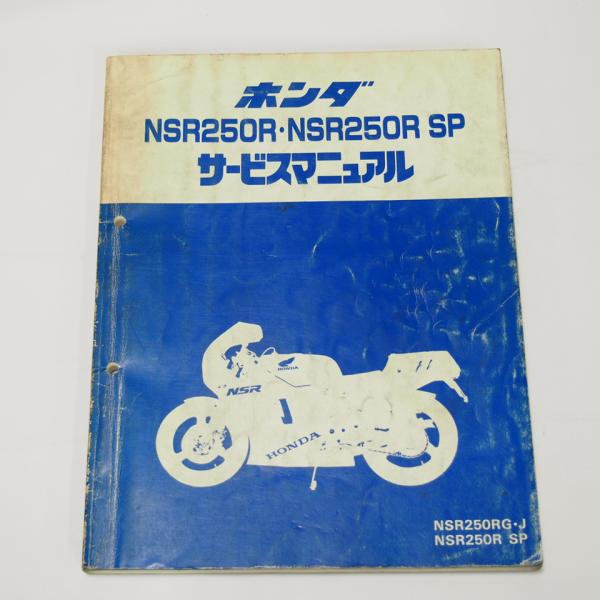 ホンダ
NSR250R・NSR250R SP
サービスマニュアル
HONDA
NSR
HONDA
NSR250RG・J
NSR250R SP